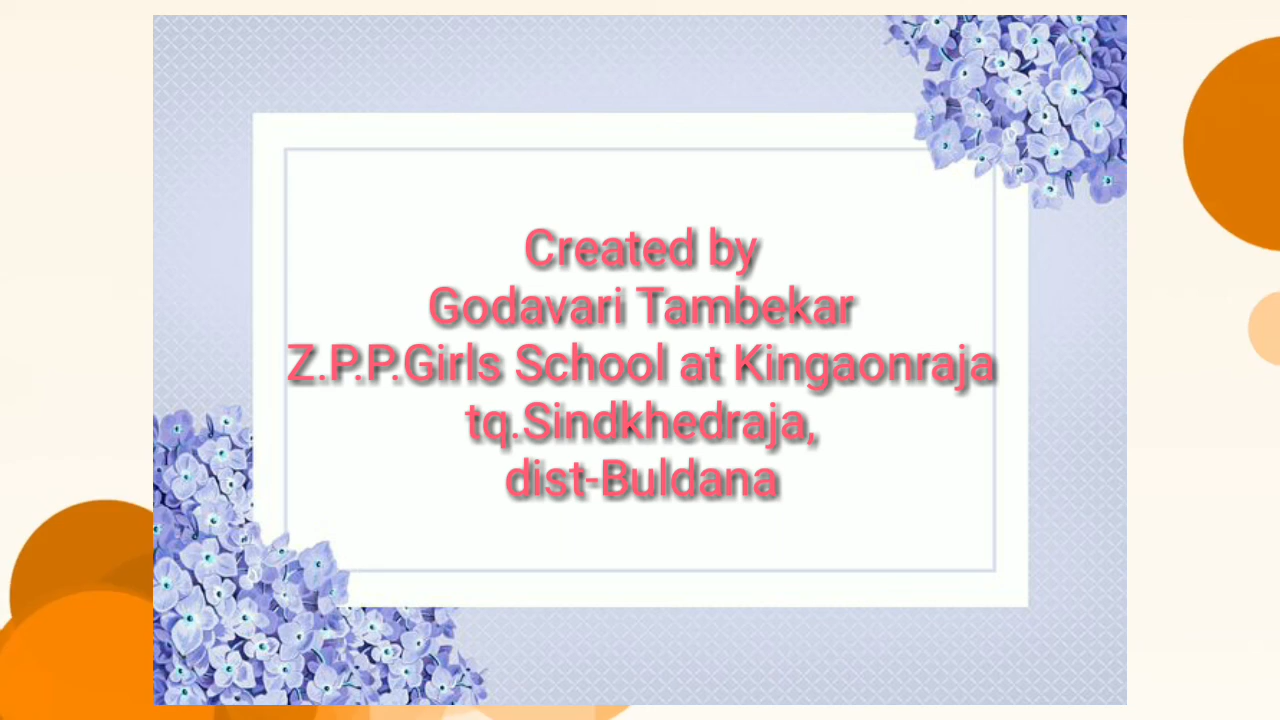 Created by
Godavari Tambekar
Z.P.P.Girls School at Kingaonraja
tq.Sindkhedraja,
dist-Buldana